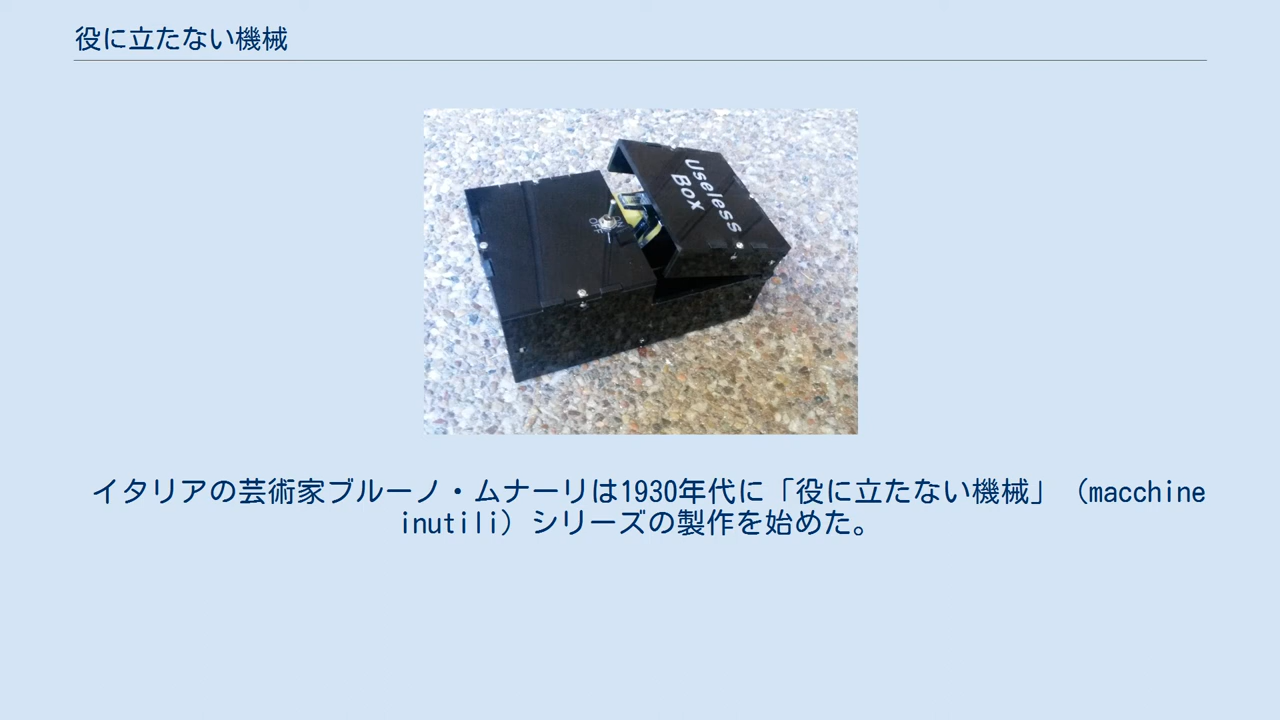 役に立たない機械
Useless
Box
ON
OFF
イタリアの芸術家ブルーノ・ムナーリは1930年代に「役に立たない機械」（macchine
inutili）シリーズの製作を始めた。